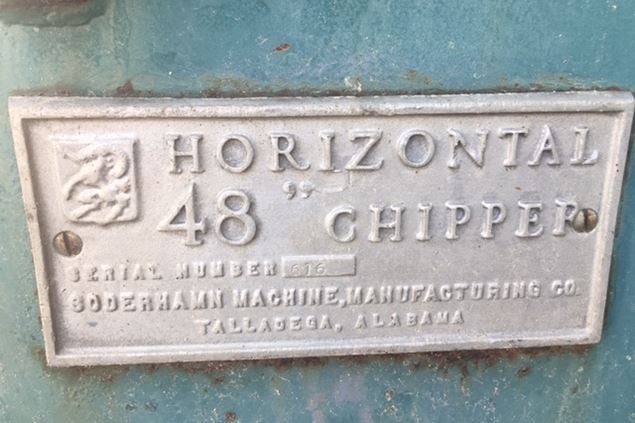 HORIZONTAL
48" CHIPPER
SERIAL NUMBER 616
SODERHAMN MACHINE, MANUFACTURING CO.
TALLADEGA, ALABAMA